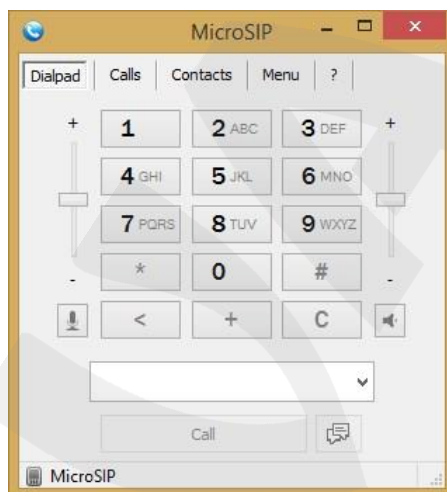 MicroSIP
Dialpad Calls Contacts Menu ?
+ 1 2 ABC 3 DEF +
4 GHI 5 JKL 6 MNO
7 PQRS 8 TUV 9 WXYZ
- * 0 # -
< + C
Call
MicroSIP